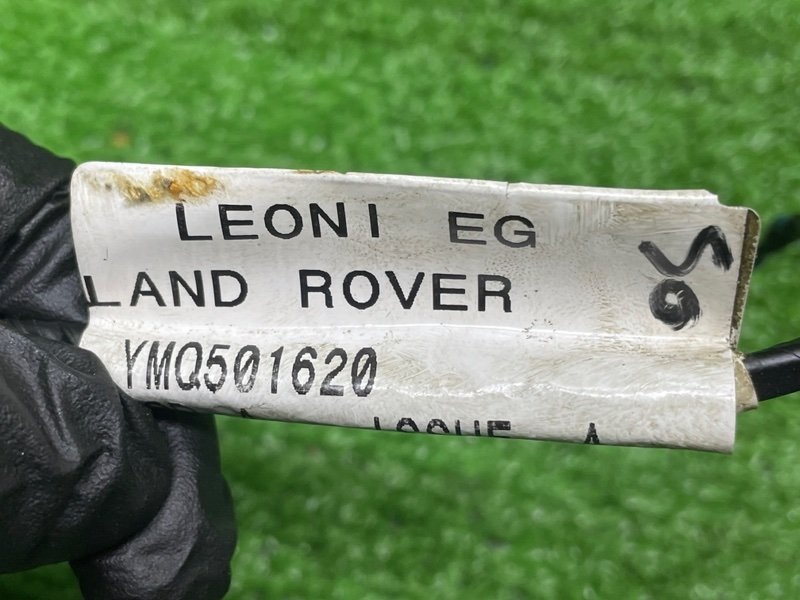 LEONI EG
LAND ROVER
YMQ501620